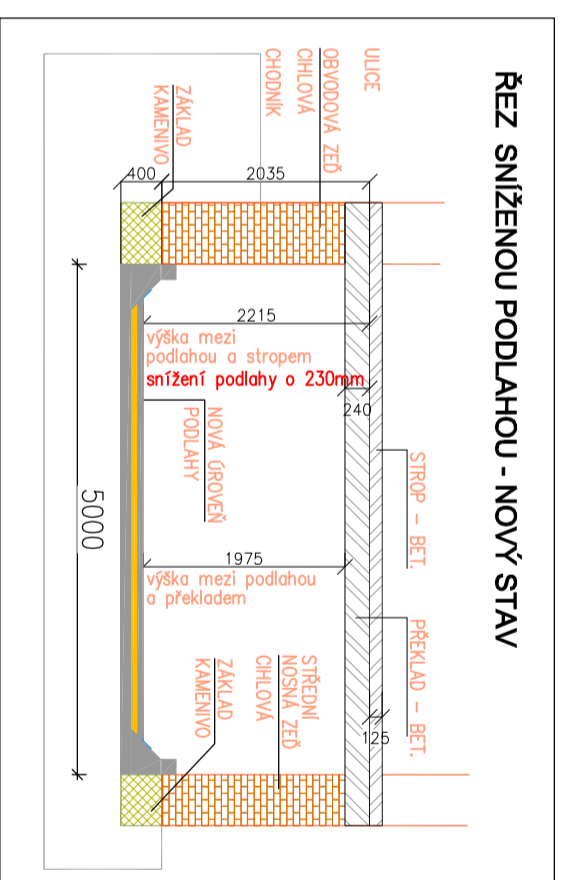 ŘEZ SNÍŽENOU PODLAHOU - NOVÝ STAV
ULICE
OBVODOVÁ ZEĎ
CIHLOVÁ
CHODNÍK
ZÁKLAD
KAMENIVO
400
2035
2215
výška mezi
podlahou a stropem
snížení podlahy o 230mm
240
NOVÁ ÚROVEŇ
PODLAHY
STROP – BET.
PŘEKLAD – BET.
125
1975
výška mezi podlahou
a překladem
STŘEDNÍ
NOSNÁ ZEĎ
CIHLOVÁ
ZÁKLAD
KAMENIVO
5000